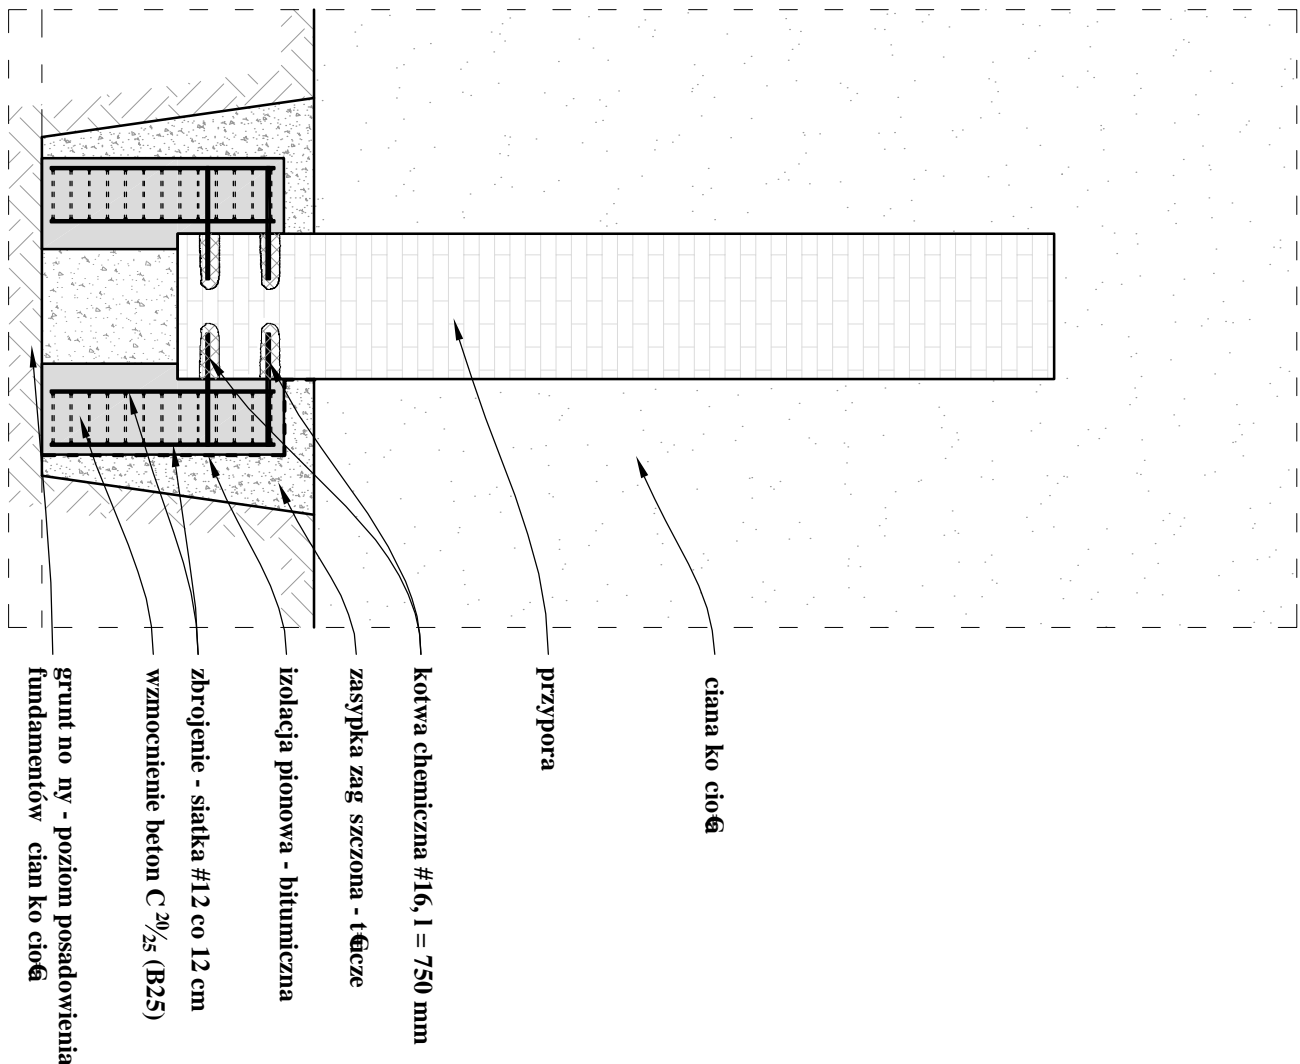 ciana ko cio
przypora
kotwa chemiczna #16, l = 750 mm
zasypka zag szczona - t cze
izolacja pionowa - bitumiczna
zbrojenie - siatka #12 co 12 cm
wzmocnienie beton C 20/25 (B25)
grunt no ny - poziom posadowienia
fundamentów cian ko cio